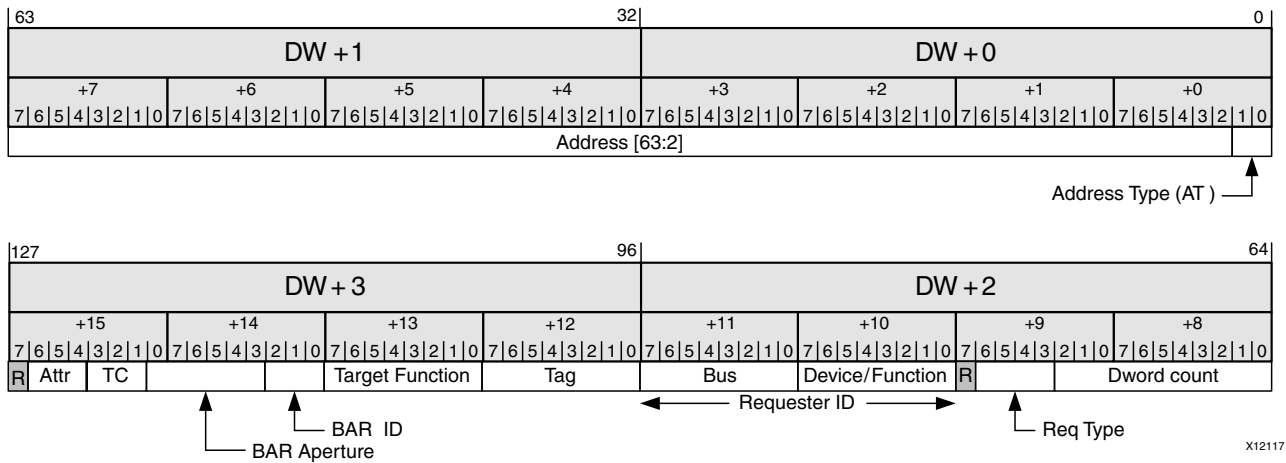 63 32 0
DW +1 DW +0
+7 +6 +5 +4 +3 +2 +1 +0
7 6 5 4 3 2 1 0 7 6 5 4 3 2 1 0 7 6 5 4 3 2 1 0 7 6 5 4 3 2 1 0 7 6 5 4 3 2 1 0 7 6 5 4 3 2 1 0 7 6 5 4 3 2 1 0 7 6 5 4 3 2 1 0
Address [63:2]
Address Type (AT )
127 96 64
DW + 3 DW + 2
+15 +14 +13 +12 +11 +10 +9 +8
7 6 5 4 3 2 1 0 7 6 5 4 3 2 1 0 7 6 5 4 3 2 1 0 7 6 5 4 3 2 1 0 7 6 5 4 3 2 1 0 7 6 5 4 3 2 1 0 7 6 5 4 3 2 1 0 7 6 5 4 3 2 1 0
R Attr TC Target Function Tag Bus Device/Function R Dword count
Requester ID
BAR ID Req Type
BAR Aperture X12117